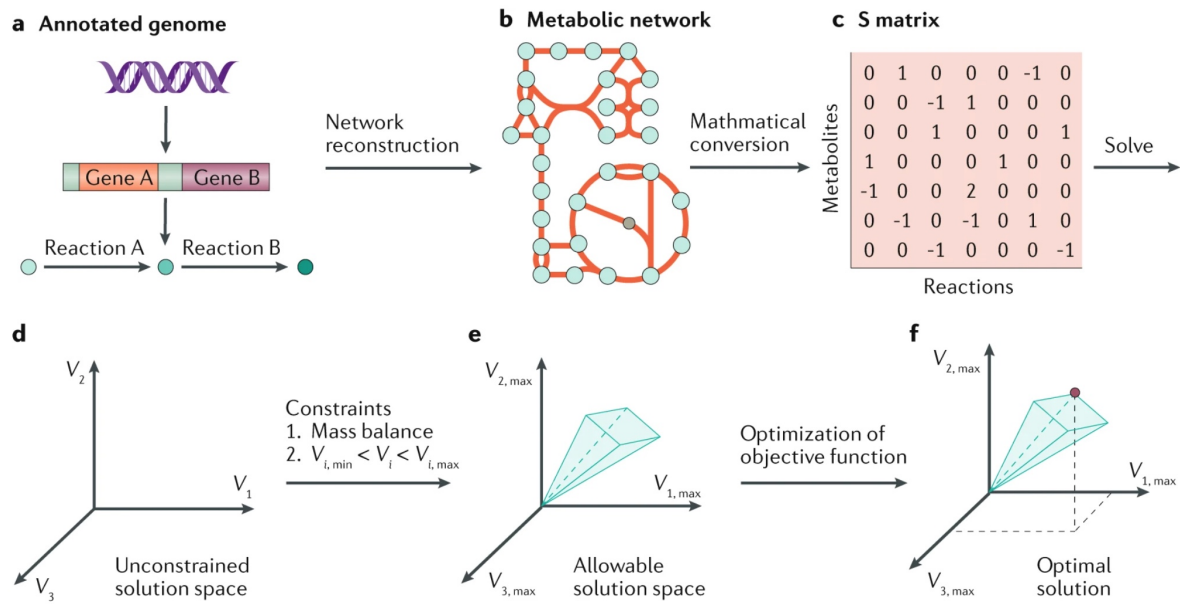 a Annotated genome
Gene A
Gene B
Reaction A
Reaction B
Network
reconstruction
b Metabolic network
Mathmatical
conversion
c S matrix
Metabolites
0 1 0 0 0 -1 0
0 0 -1 1 0 0 0
0 0 1 0 0 0 1
1 0 0 0 1 0 0
-1 0 0 2 0 0 0
0 -1 0 -1 0 1 0
0 0 -1 0 0 0 -1
Reactions
Solve
d
V2
V1
V3
Unconstrained
solution space
Constraints
1. Mass balance
2. Vi, min < Vi < Vi, max
e
V2, max
V1, max
V3, max
Allowable
solution space
Optimization of
objective function
f
V2, max
V1, max
V3, max
Optimal
solution